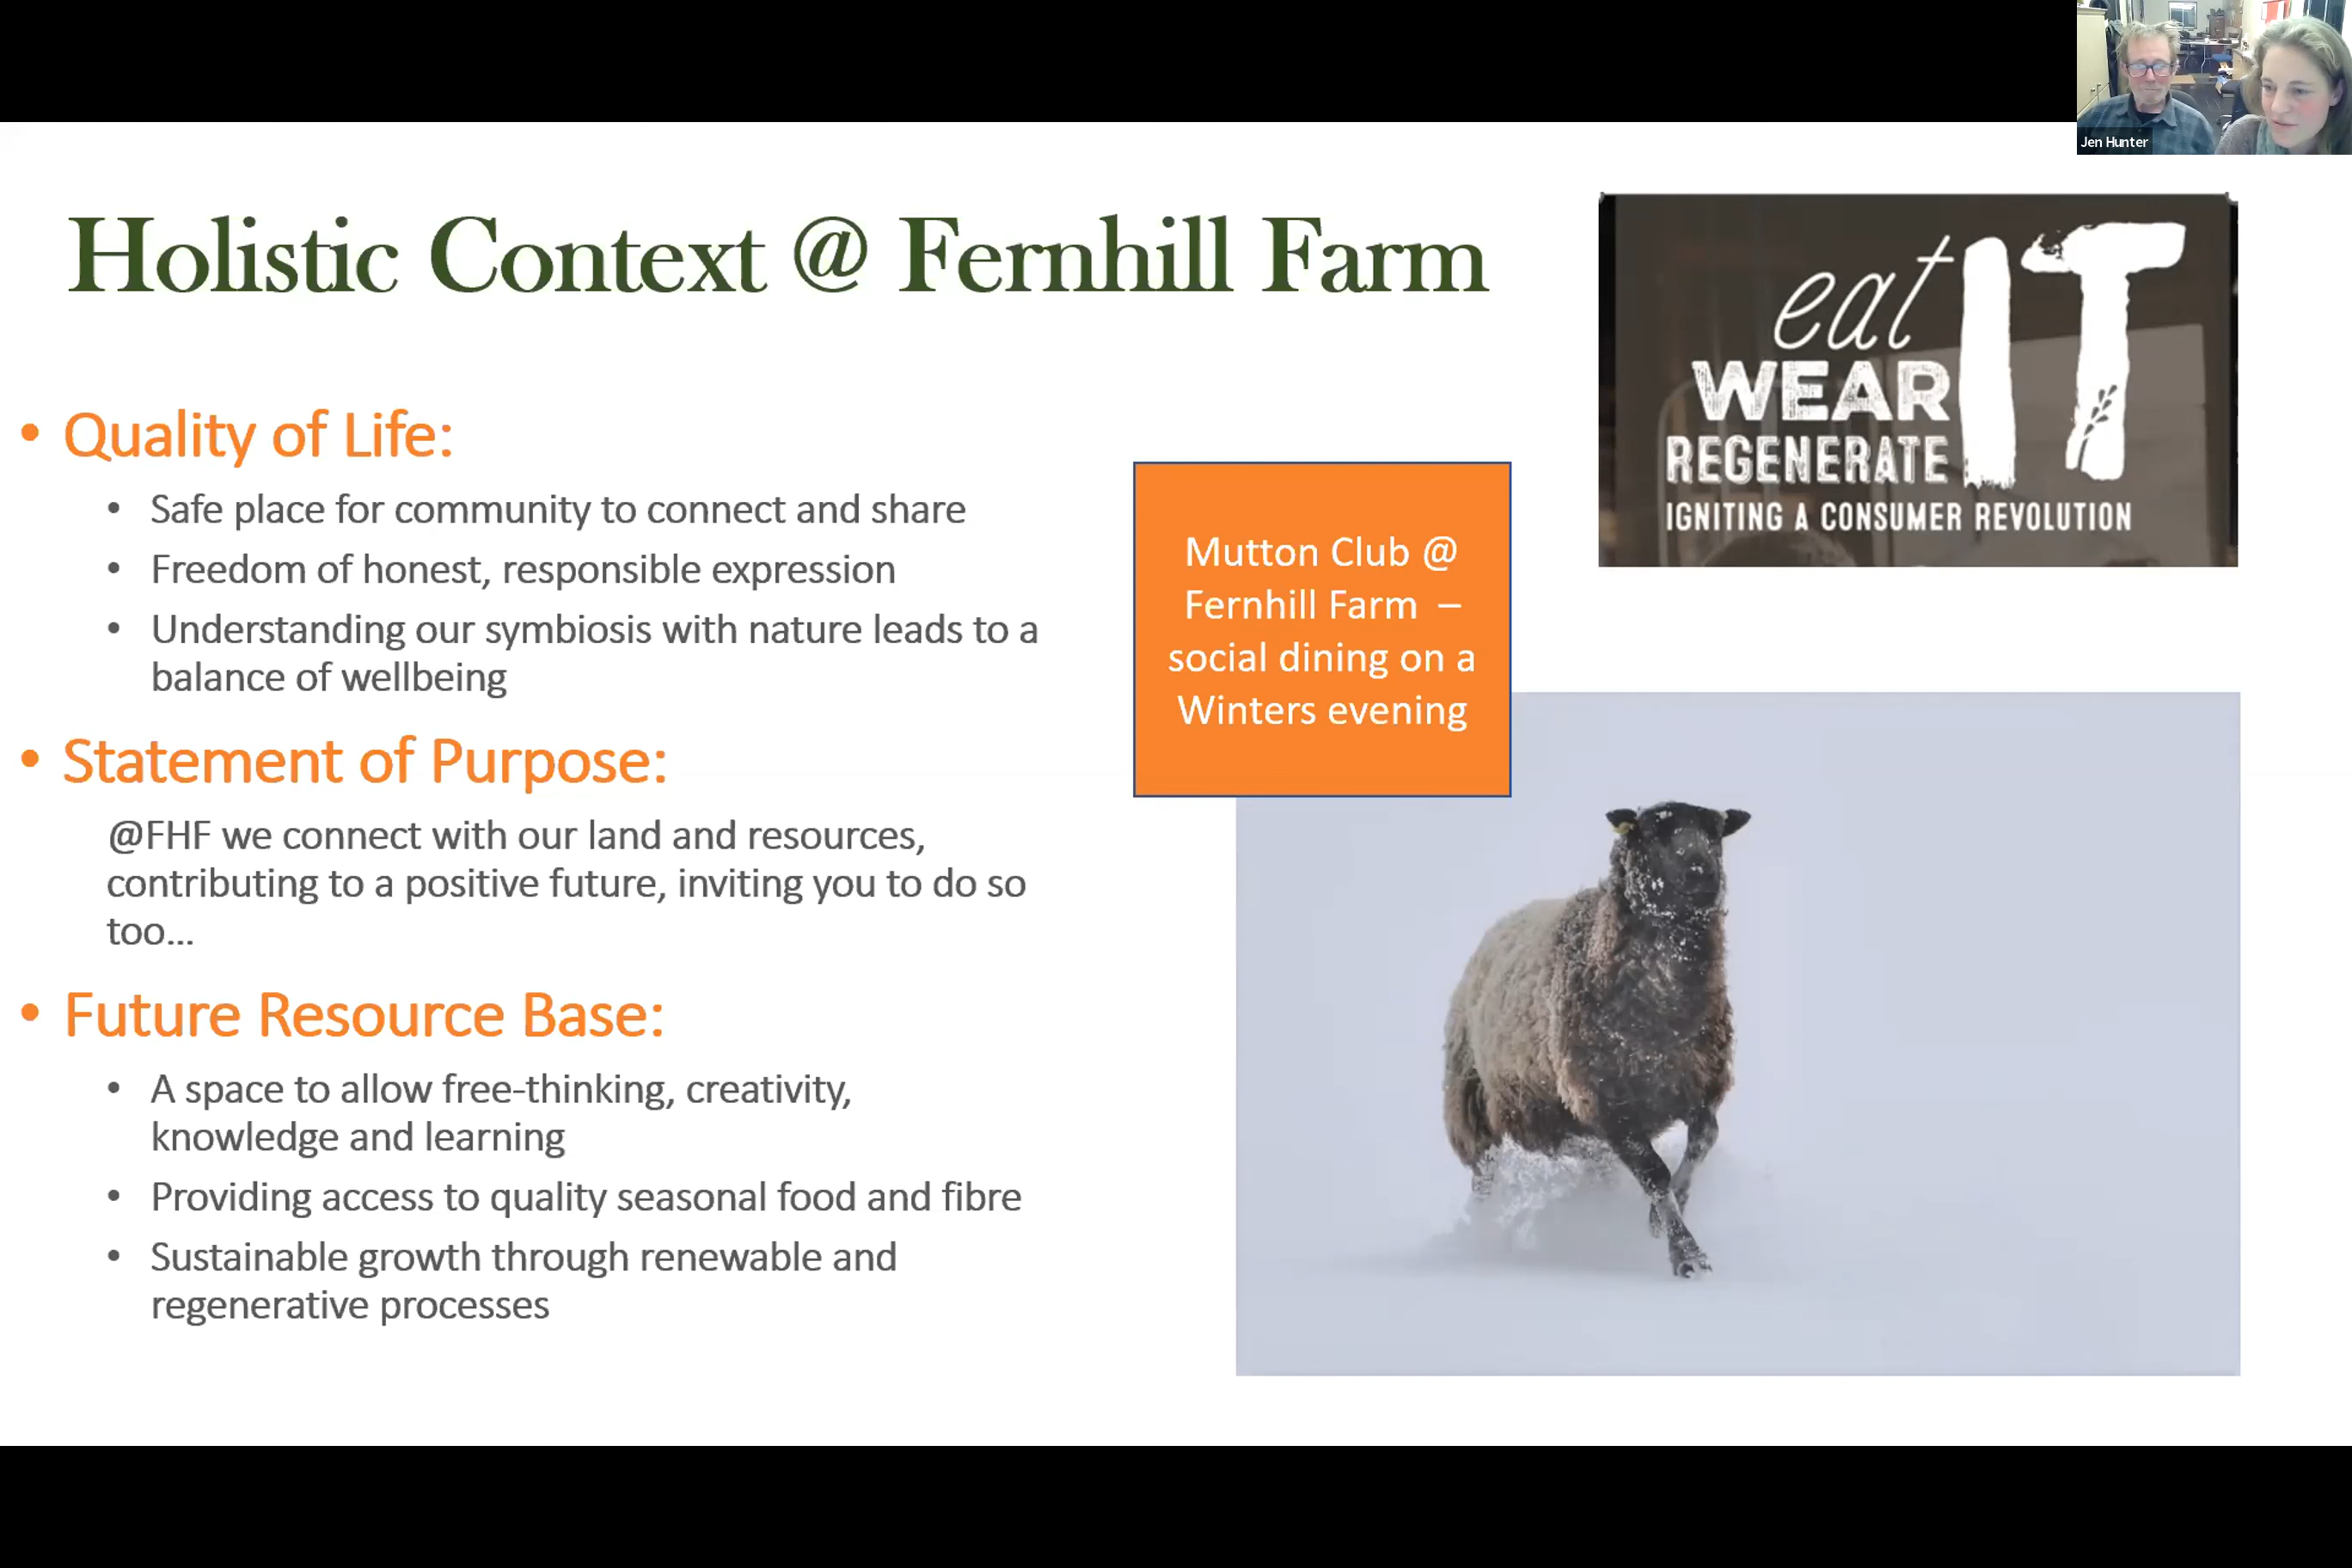 Jen Hunter
Holistic Context @ Fernhill Farm
• Quality of Life:
• Safe place for community to connect and share
• Freedom of honest, responsible expression
• Understanding our symbiosis with nature leads to a
balance of wellbeing
• Statement of Purpose:
@FHF we connect with our land and resources,
contributing to a positive future, inviting you to do so
too...
• Future Resource Base:
• A space to allow free-thinking, creativity,
knowledge and learning
• Providing access to quality seasonal food and fibre
• Sustainable growth through renewable and
regenerative processes
Mutton Club @
Fernhill Farm –
social dining on a
Winters evening
eat
WEAR
REGENERATE
IT
IGNITING A CONSUMER REVOLUTION